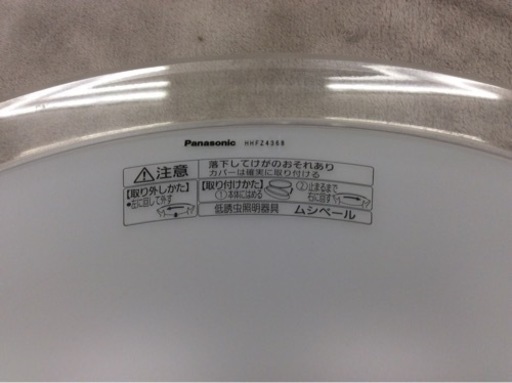 Panasonic HHFZ4368
⚠注意 落下してけがのおそれあり
カバーは確実に取り付ける
【取り外しかた】
●左に回して外す
【取り付けかた】
①本体にはめる
②止まるまで
右に回す
低誘虫照明器具 ムシベール